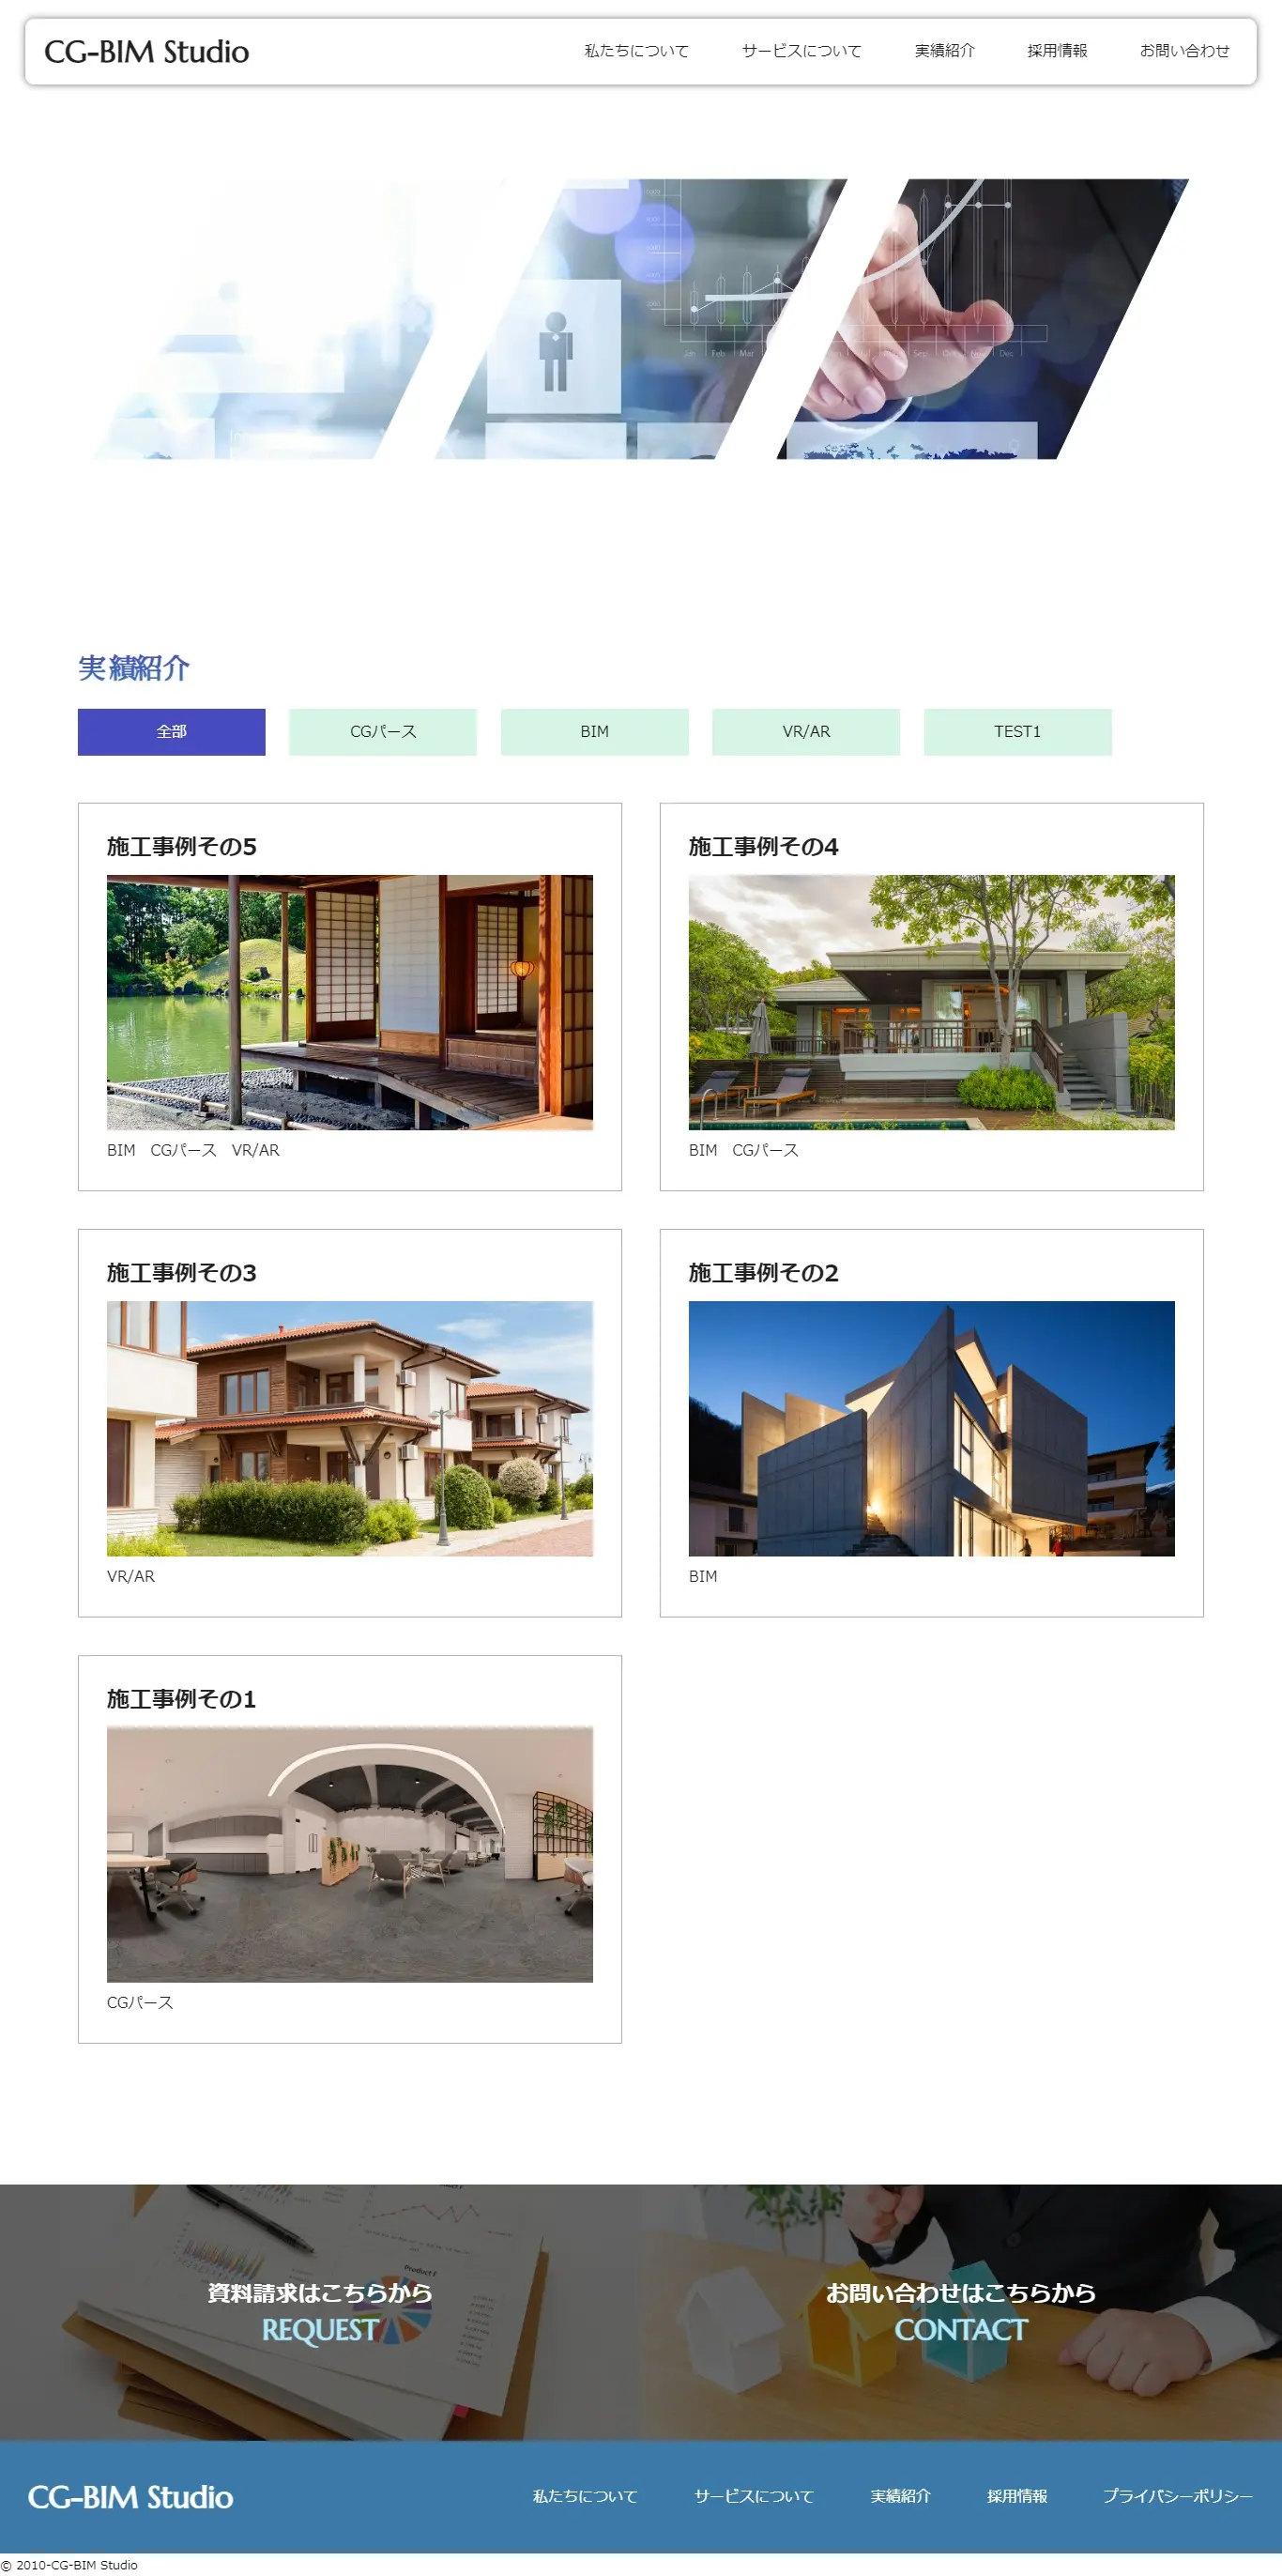 CG-BIM Studio
私たちについて
サービスについて
実績紹介
採用情報
お問い合わせ
Jan Feb Mar
Sep Oct Dec
実績紹介
全部
CGパース
BIM
VR/AR
TEST1
施工事例その5
BIM　CGパース　VR/AR
施工事例その4
BIM　CGパース
施工事例その3
VR/AR
施工事例その2
BIM
施工事例その1
CGパース
Product F
資料請求はこちらから
REQUEST
お問い合わせはこちらから
CONTACT
CG-BIM Studio
私たちについて
サービスについて
実績紹介
採用情報
プライバシーポリシー
© 2010-CG-BIM Studio